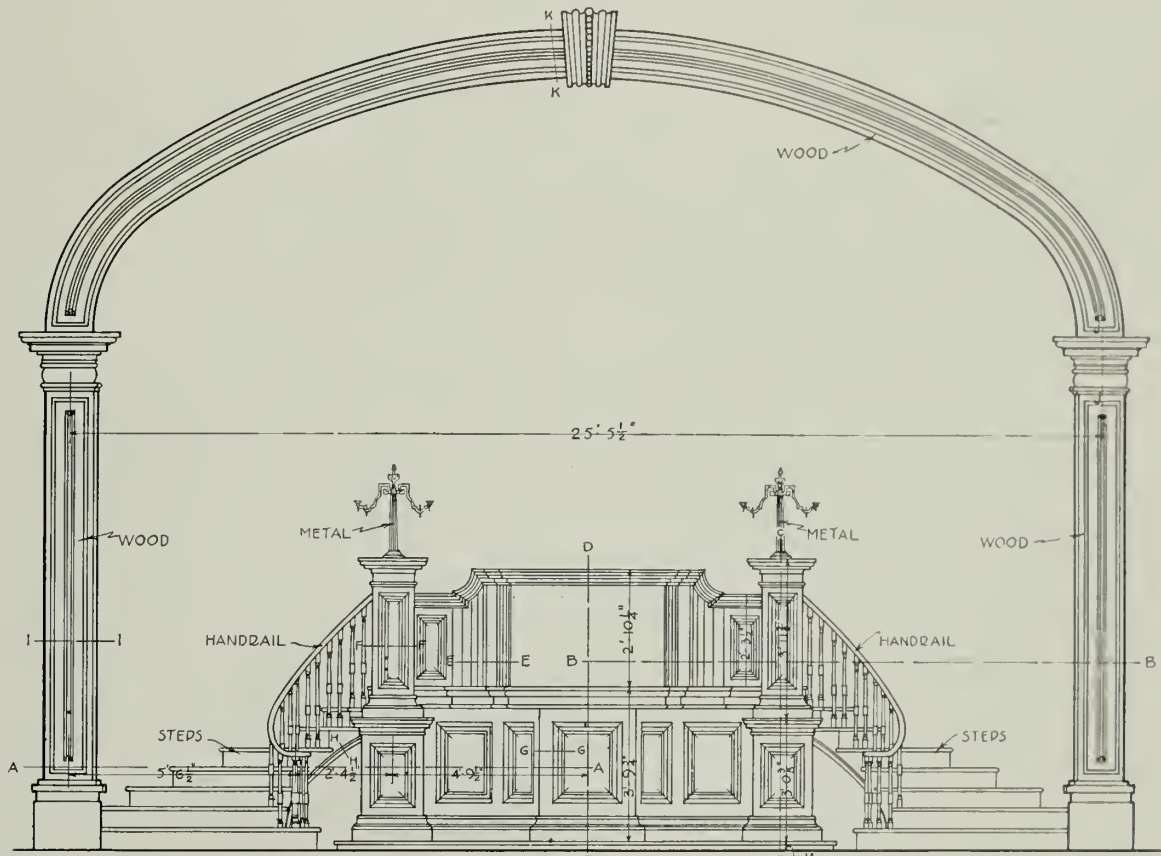 K
K
WOOD
25' 5½"
METAL
C
METAL
WOOD
WOOD
D
2' 10¼"
I I
HANDRAIL
F F
E E
B
HANDRAIL
B
STEPS
H
H
G G
STEPS
A
5' 6½"
2' 4½"
4' 9½"
A
3' 9¼"